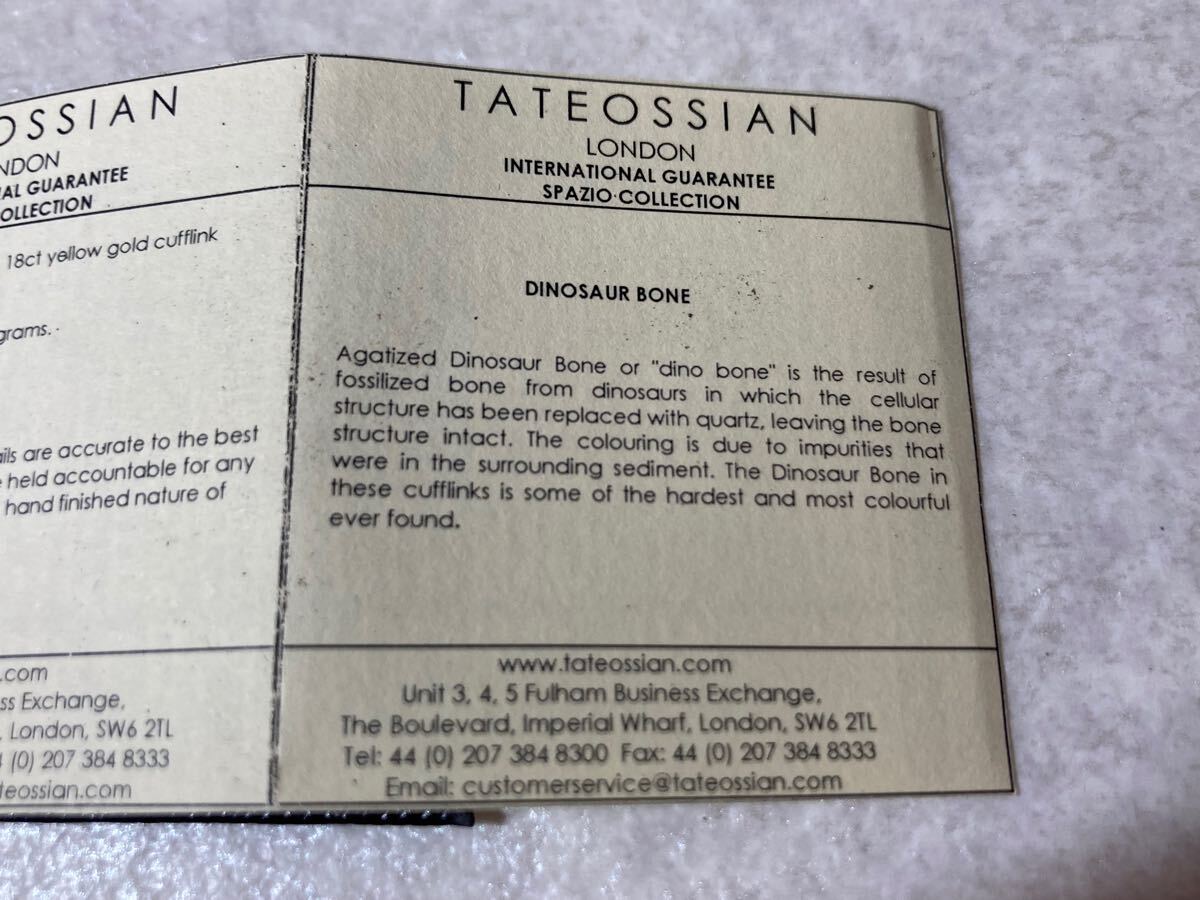 OSSIAN
NDON
AL GUARANTEE
OLLECTION
18ct yellow gold cufflink
grams.
ils are accurate to the best
held accountable for any
hand finished nature of
.com
ss Exchange,
, London, SW6 2TL
(0) 207 384 8333
teossian.com
TATEOSSIAN
LONDON
INTERNATIONAL GUARANTEE
SPAZIO COLLECTION
DINOSAUR BONE
Agatized Dinosaur Bone or "dino bone" is the result of
fossilized bone from dinosaurs in which the cellular
structure has been replaced with quartz, leaving the bone
structure intact. The colouring is due to impurities that
were in the surrounding sediment. The Dinosaur Bone in
these cufflinks is some of the hardest and most colourful
ever found.
www.tateossian.com
Unit 3, 4, 5 Fulham Business Exchange,
The Boulevard, Imperial Wharf, London, SW6 2TL
Tel: 44 (0) 207 384 8300 Fax: 44 (0) 207 384 8333
Email: customerservice@tateossian.com